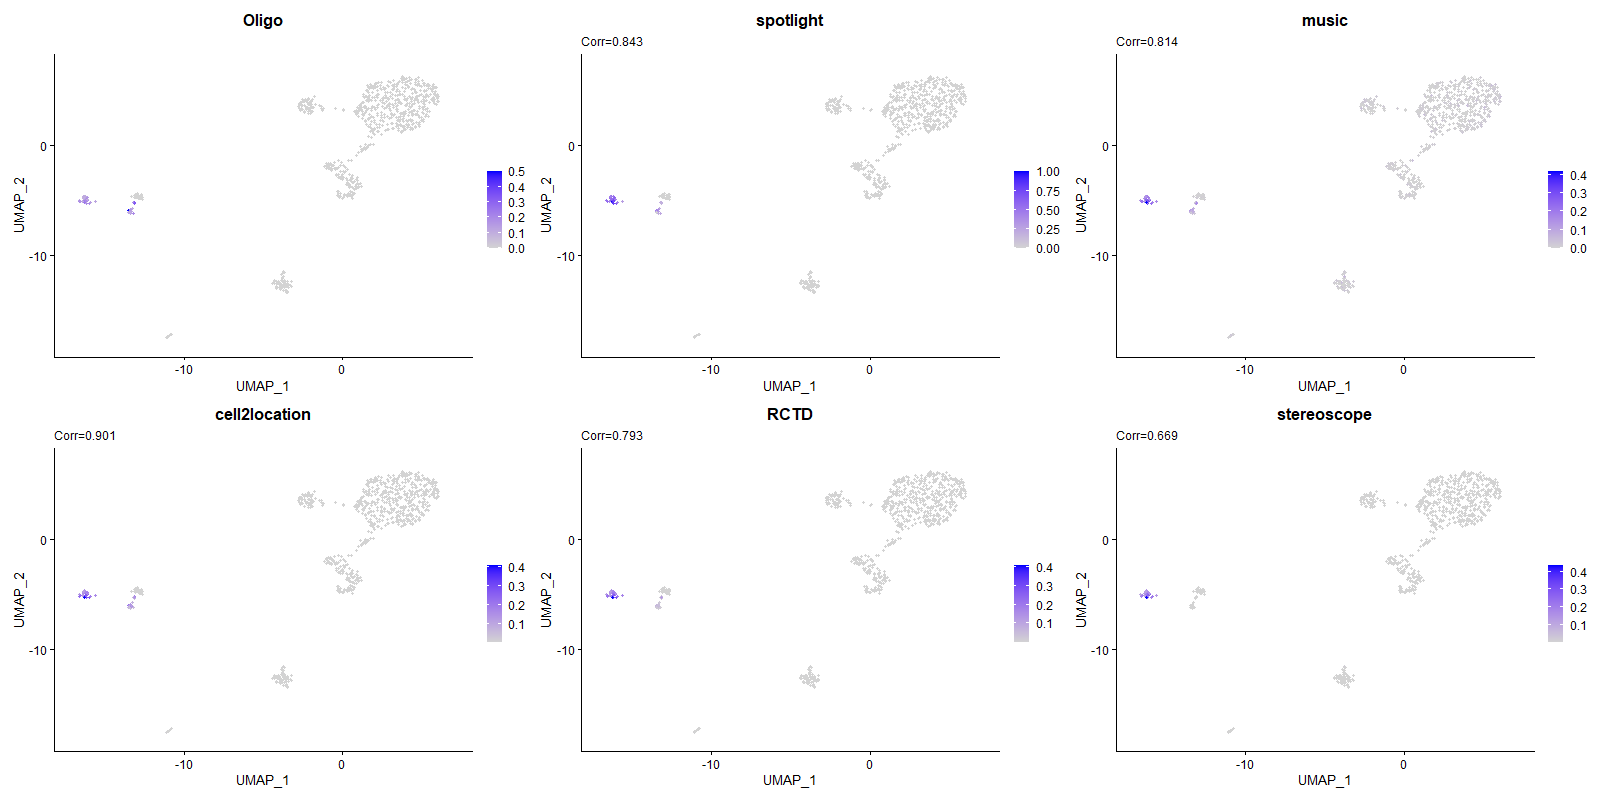 Oligo
0
-10
-10
0
UMAP_1
UMAP_2
0.5
0.4
0.3
0.2
0.1
0.0
spotlight
Corr=0.843
0
-10
-10
0
UMAP_1
UMAP_2
1.00
0.75
0.50
0.25
0.00
music
Corr=0.814
0
-10
-10
0
UMAP_1
UMAP_2
0.4
0.3
0.2
0.1
0.0
cell2location
Corr=0.901
0
-10
-10
0
UMAP_1
UMAP_2
0.4
0.3
0.2
0.1
RCTD
Corr=0.793
0
-10
-10
0
UMAP_1
UMAP_2
0.4
0.3
0.2
0.1
stereoscope
Corr=0.669
0
-10
-10
0
UMAP_1
UMAP_2
0.4
0.3
0.2
0.1